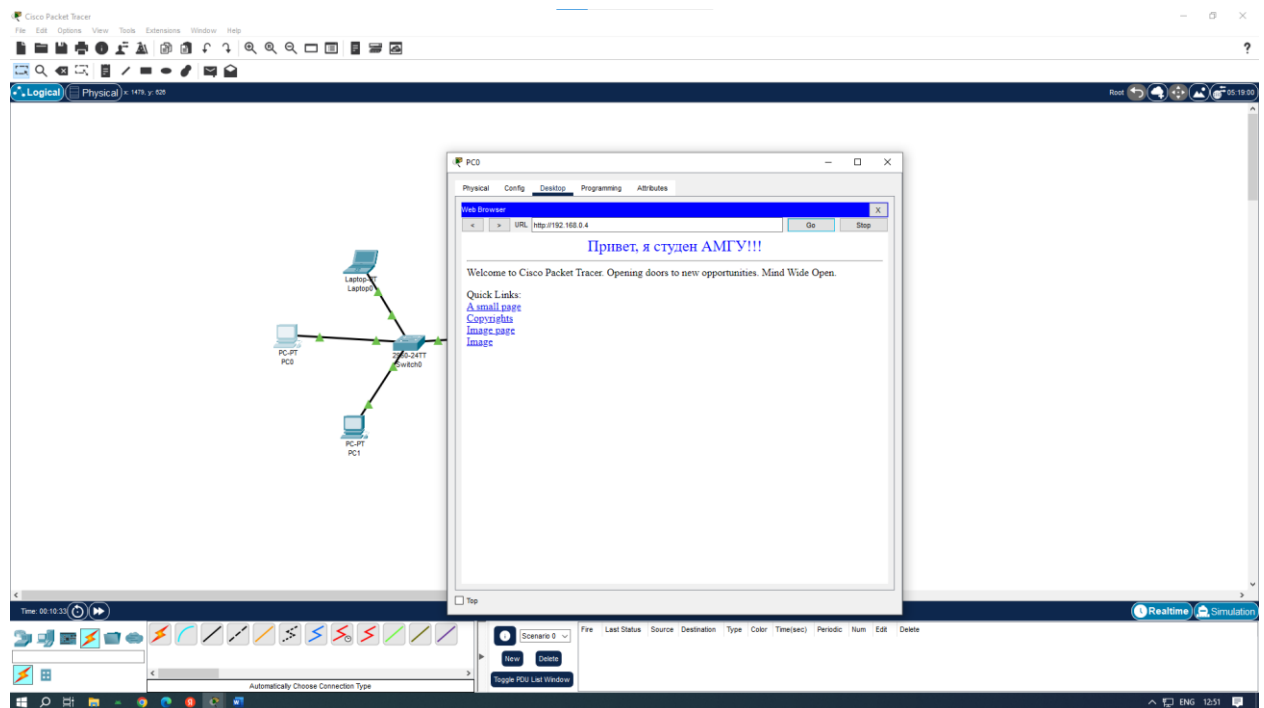 Cisco Packet Tracer
File Edit Options View Tools Extensions Window Help
?
Logical Physical x: 1479, y: 626 Root 05:19:00
PC0
Physical Config Desktop Programming Attributes
Web Browser X
< > URL http://192.168.0.4 Go Stop
Привет, я студен АМГУ!!!
Welcome to Cisco Packet Tracer. Opening doors to new opportunities. Mind Wide Open.
Quick Links:
A small page
Copyrights
Image page
Image
Top
Laptop-PT
Laptop0
PC-PT
PC0
2960-24TT
Switch0
PC-PT
PC1
Time: 00:10:33 Realtime Simulation
Scenario 0
New Delete
Toggle PDU List Window
Fire Last Status Source Destination Type Color Time(sec) Periodic Num Edit Delete
Automatically Choose Connection Type
ENG 12:51